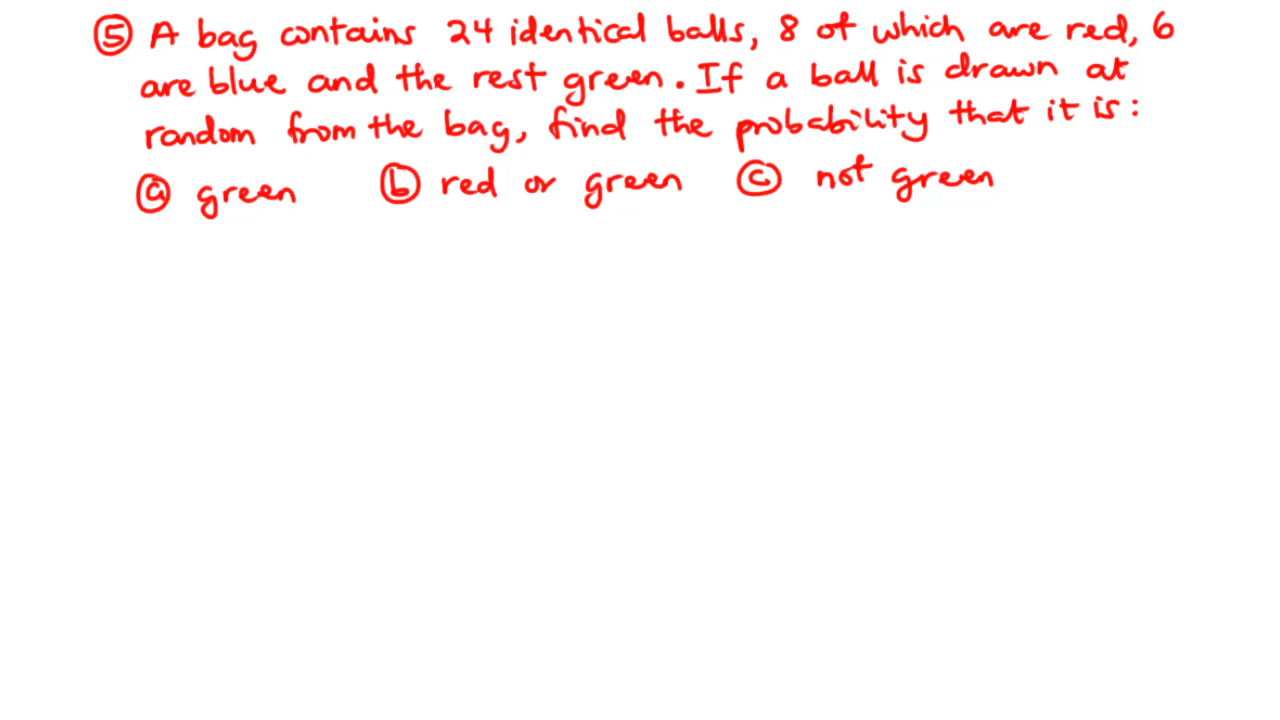 ⑤ A bag contains 24 identical balls, 8 of which are red, 6
are blue and the rest green. If a ball is drawn at
random from the bag, find the probability that it is:
ⓐ green ⓑ red or green ⓒ not green